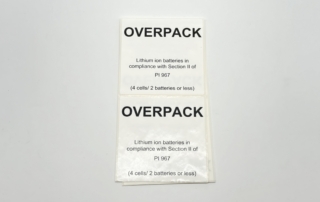 OVERPACK
Lithium ion batteries in
compliance with Section II of
PI 967
(4 cells/ 2 batteries or less)
OVERPACK
Lithium ion batteries in
compliance with Section II of
PI 967
(4 cells/ 2 batteries or less)